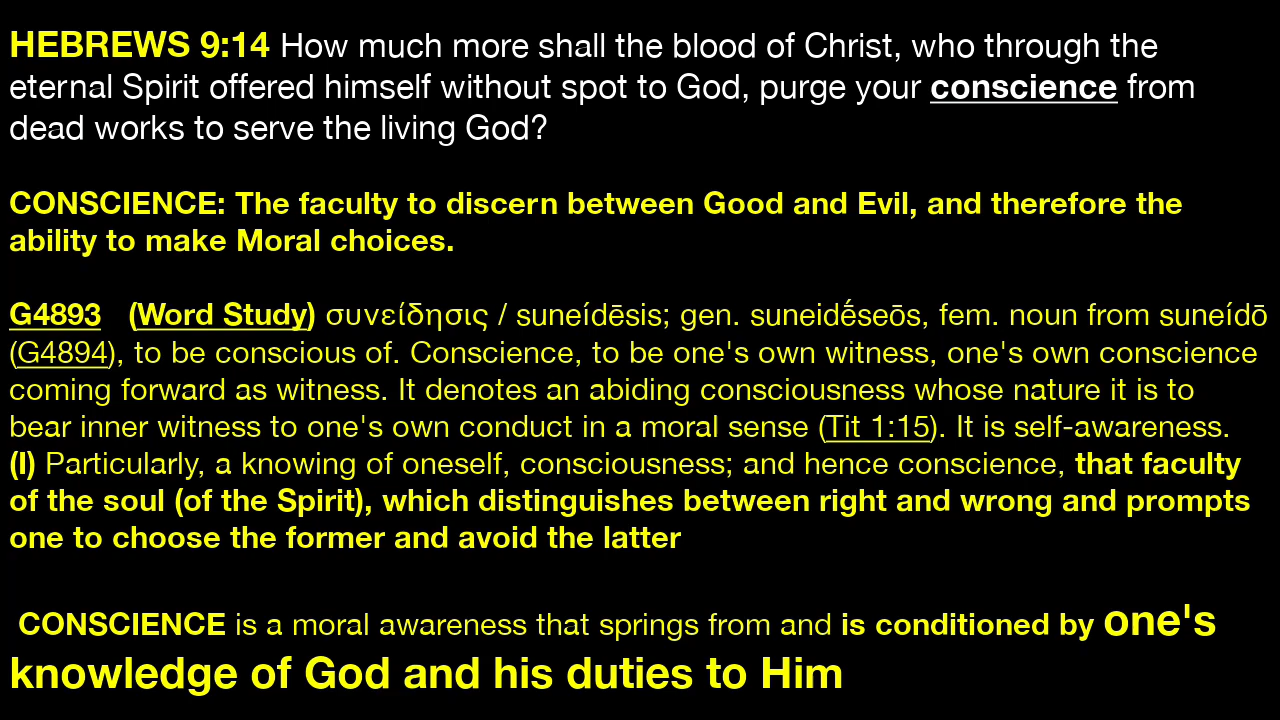 HEBREWS 9:14 How much more shall the blood of Christ, who through the
eternal Spirit offered himself without spot to God, purge your conscience from
dead works to serve the living God?
CONSCIENCE: The faculty to discern between Good and Evil, and therefore the
ability to make Moral choices.
G4893 (Word Study) συνείδησις / suneídēsis; gen. suneidḗseōs, fem. noun from suneídō
(G4894), to be conscious of. Conscience, to be one's own witness, one's own conscience
coming forward as witness. It denotes an abiding consciousness whose nature it is to
bear inner witness to one's own conduct in a moral sense (Tit 1:15). It is self-awareness.
(I) Particularly, a knowing of oneself, consciousness; and hence conscience, that faculty
of the soul (of the Spirit), which distinguishes between right and wrong and prompts
one to choose the former and avoid the latter
CONSCIENCE is a moral awareness that springs from and is conditioned by one's
knowledge of God and his duties to Him